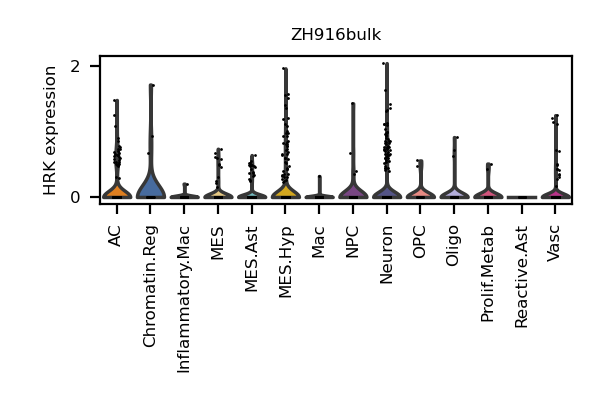 ZH916bulk
HRK expression
2
0
AC
Chromatin.Reg
Inflammatory.Mac
MES
MES.Ast
MES.Hyp
Mac
NPC
Neuron
OPC
Oligo
Prolif.Metab
Reactive.Ast
Vasc